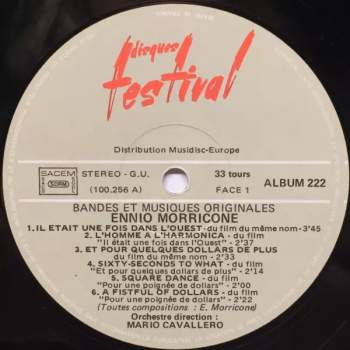 disques
festival
Distribution Musidisc-Europe
SACEM
SDRM
STEREO - G.U.
(100.256 A)
33 tours
FACE 1
ALBUM 222
BANDES ET MUSIQUES ORIGINALES
ENNIO MORRICONE
1. IL ETAIT UNE FOIS DANS L'OUEST - du film du même nom - 3'45
2. L'HOMME A L'HARMONICA - du film
"Il était une fois dans l'Ouest" - 2'37
3. ET POUR QUELQUES DOLLARS DE PLUS
du film du même nom - 2'33
4. SIXTY-SECONDS TO WHAT - du film
"Et pour quelques dollars de plus" - 2'14
5. SQUARE DANCE - du film
"Pour une poignée de dollars" - 2'00
6. A FISTFUL OF DOLLARS - du film
"Pour une poignée de dollars" - 2'22
(Toutes compositions : E. Morricone)
Orchestre direction :
MARIO CAVALLERO